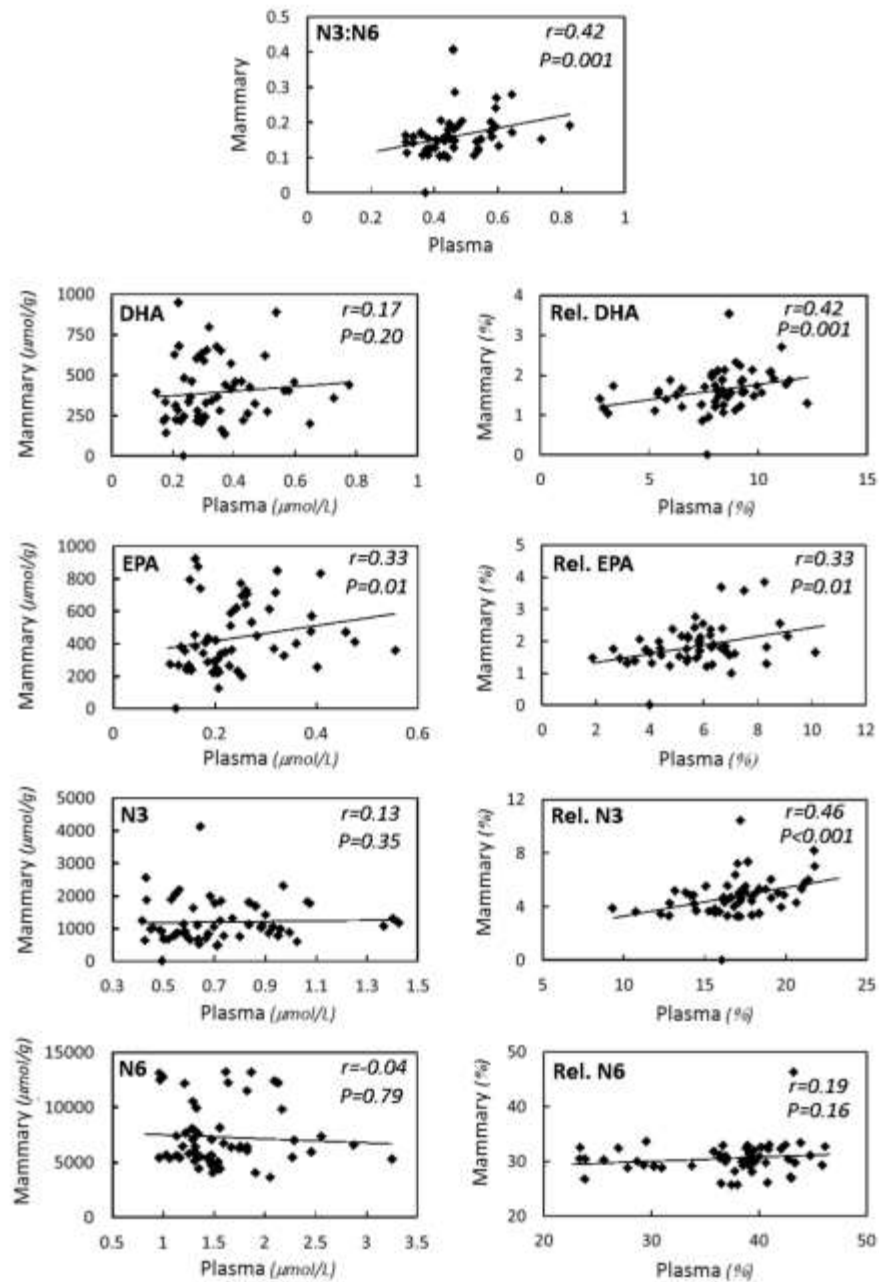 N3:N6
r=0.42
P=0.001
Mammary
0.5
0.4
0.3
0.2
0.1
0
0 0.2 0.4 0.6 0.8 1
Plasma
DHA
r=0.17
P=0.20
Mammary (μmol/g)
1000
750
500
250
0
0 0.2 0.4 0.6 0.8 1
Plasma (μmol/L)
Rel. DHA
r=0.42
P=0.001
Mammary (%)
4
3
2
1
0
0 5 10 15
Plasma (%)
EPA
r=0.33
P=0.01
Mammary (μmol/g)
1000
800
600
400
200
0
0 0.2 0.4 0.6
Plasma (μmol/L)
Rel. EPA
r=0.33
P=0.01
Mammary (%)
5
4
3
2
1
0
0 2 4 6 8 10 12
Plasma (%)
N3
r=0.13
P=0.35
Mammary (μmol/g)
5000
4000
3000
2000
1000
0
0.3 0.5 0.7 0.9 1.1 1.3 1.5
Plasma (μmol/L)
Rel. N3
r=0.46
P<0.001
Mammary (%)
12
8
4
0
5 10 15 20 25
Plasma (%)
N6
r=-0.04
P=0.79
Mammary (μmol/g)
15000
10000
5000
0
0.5 1 1.5 2 2.5 3 3.5
Plasma (μmol/L)
Rel. N6
r=0.19
P=0.16
Mammary (%)
50
40
30
20
20 30 40 50
Plasma (%)